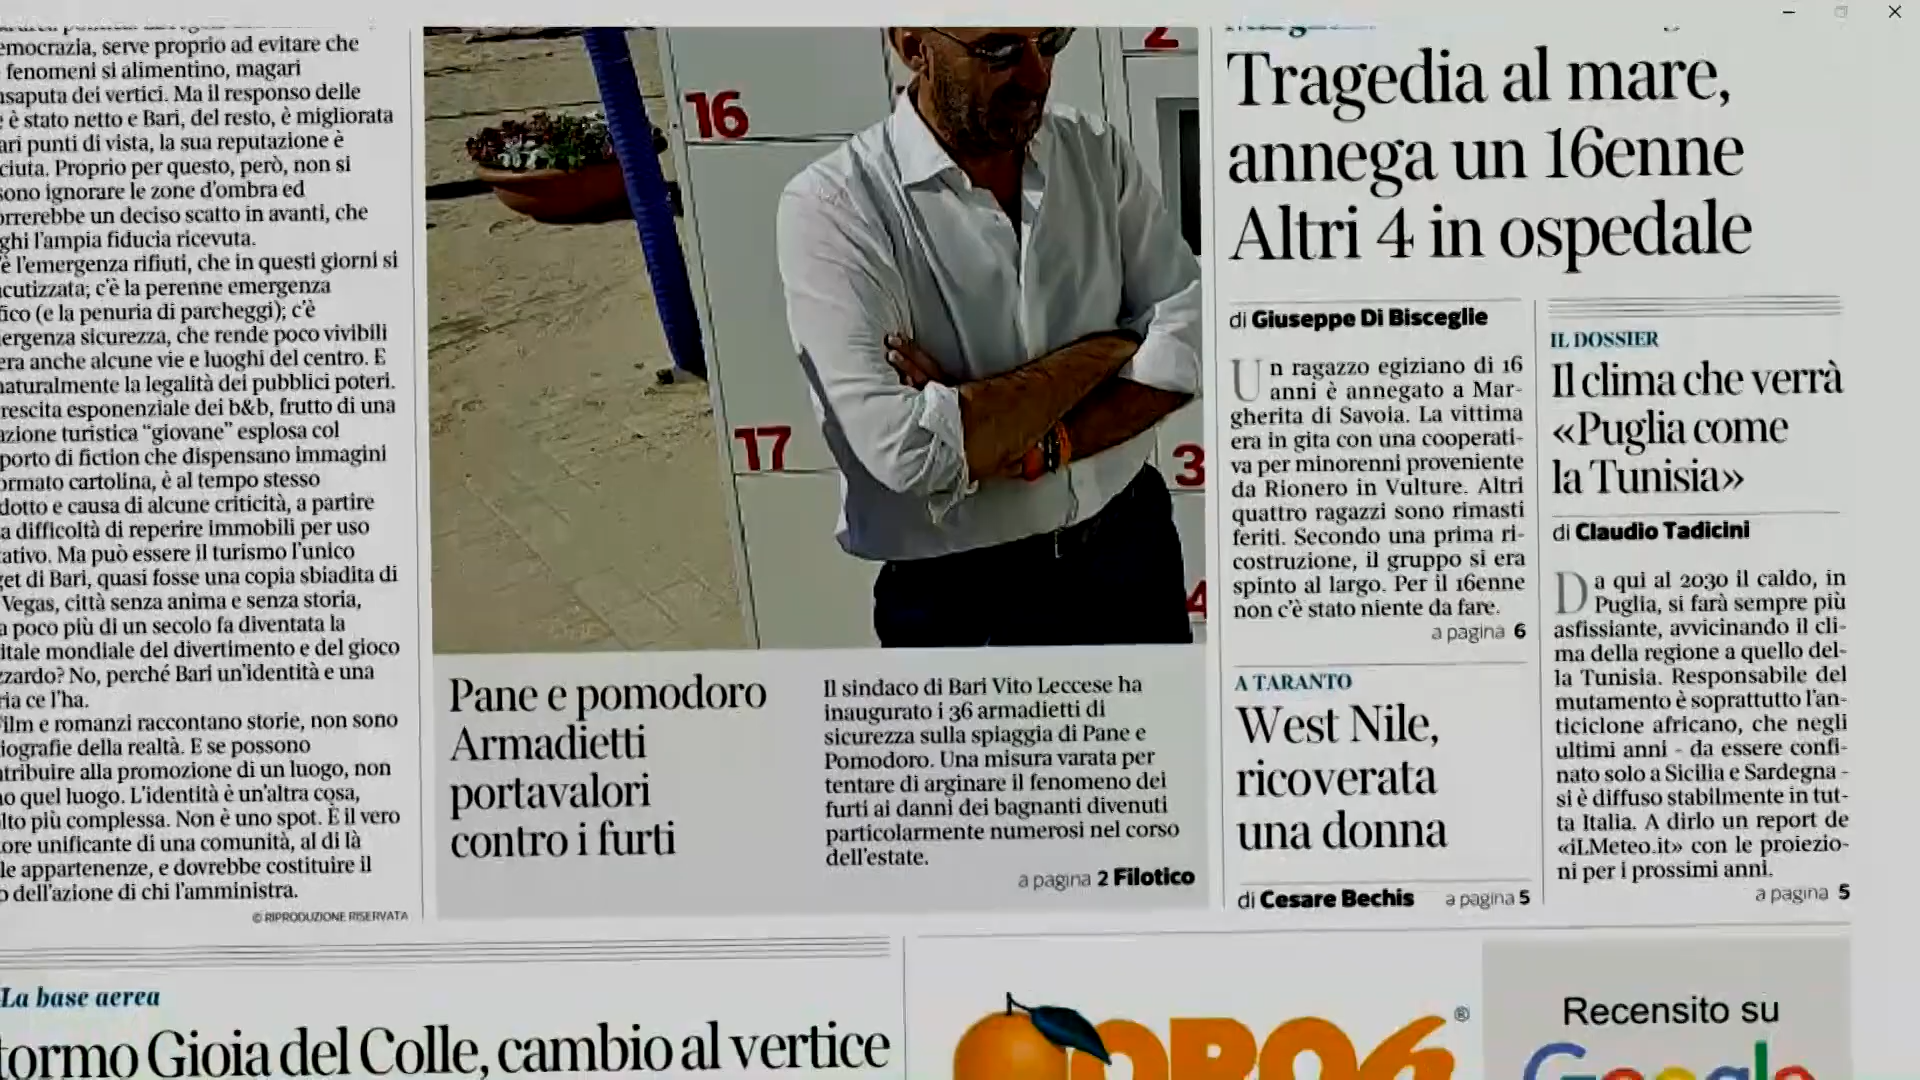 emocrazia, serve proprio ad evitare che
fenomeni si alimentino, magari
nsaputa dei vertici. Ma il responso delle
è stato netto e Bari, del resto, è migliorata
ari punti di vista, la sua reputazione è
ciuta. Proprio per questo, però, non si
sono ignorare le zone d'ombra ed
orrerebbe un deciso scatto in avanti, che
ghi l'ampia fiducia ricevuta.
'è l'emergenza rifiuti, che in questi giorni si
cutizzata; c'è la perenne emergenza
fico (e la penuria di parcheggi); c'è
ergenza sicurezza, che rende poco vivibili
era anche alcune vie e luoghi del centro. E
naturalmente la legalità dei pubblici poteri.
rescita esponenziale dei b&b, frutto di una
azione turistica “giovane” esplosa col
porto di fiction che dispensano immagini
ormato cartolina, è al tempo stesso
dotto e causa di alcune criticità, a partire
a difficoltà di reperire immobili per uso
tativo. Ma può essere il turismo l'unico
get di Bari, quasi fosse una copia sbiadita di
Vegas, città senza anima e senza storia,
a poco più di un secolo fa diventata la
itale mondiale del divertimento e del gioco
zzardo? No, perché Bari un'identità e una
ria ce l'ha.
Film e romanzi raccontano storie, non sono
iografie della realtà. E se possono
ntribuire alla promozione di un luogo, non
no quel luogo. L'identità è un'altra cosa,
lto più complessa. Non è uno spot. È il vero
ore unificante di una comunità, al di là
le appartenenze, e dovrebbe costituire il
o dell'azione di chi l'amministra.
© RIPRODUZIONE RISERVATA
16
17
2
3
4
Pane e pomodoro
Armadietti
portavalori
contro i furti
Il sindaco di Bari Vito Leccese ha
inaugurato i 36 armadietti di
sicurezza sulla spiaggia di Pane e
Pomodoro. Una misura varata per
tentare di arginare il fenomeno dei
furti ai danni dei bagnanti divenuti
particolarmente numerosi nel corso
dell'estate.
a pagina 2 Filotico
Tragedia al mare,
annega un 16enne
Altri 4 in ospedale
di Giuseppe Di Bisceglie
Un ragazzo egiziano di 16
anni è annegato a Mar-
gherita di Savoia. La vittima
era in gita con una cooperati-
va per minorenni proveniente
da Rionero in Vulture. Altri
quattro ragazzi sono rimasti
feriti. Secondo una prima ri-
costruzione, il gruppo si era
spinto al largo. Per il 16enne
non c'è stato niente da fare.
a pagina 6
A TARANTO
West Nile,
ricoverata
una donna
di Cesare Bechis a pagina 5
IL DOSSIER
Il clima che verrà
«Puglia come
la Tunisia»
di Claudio Tadicini
Da qui al 2030 il caldo, in
Puglia, si farà sempre più
asfissiante, avvicinando il cli-
ma della regione a quello del-
la Tunisia. Responsabile del
mutamento è soprattutto l'an-
ticiclone africano, che negli
ultimi anni - da essere confi-
nato solo a Sicilia e Sardegna -
si è diffuso stabilmente in tut-
ta Italia. A dirlo un report de
«iLMeteo.it» con le proiezio-
ni per i prossimi anni.
a pagina 5
La base aerea
tormo Gioia del Colle, cambio al vertice
®
Recensito su
Google